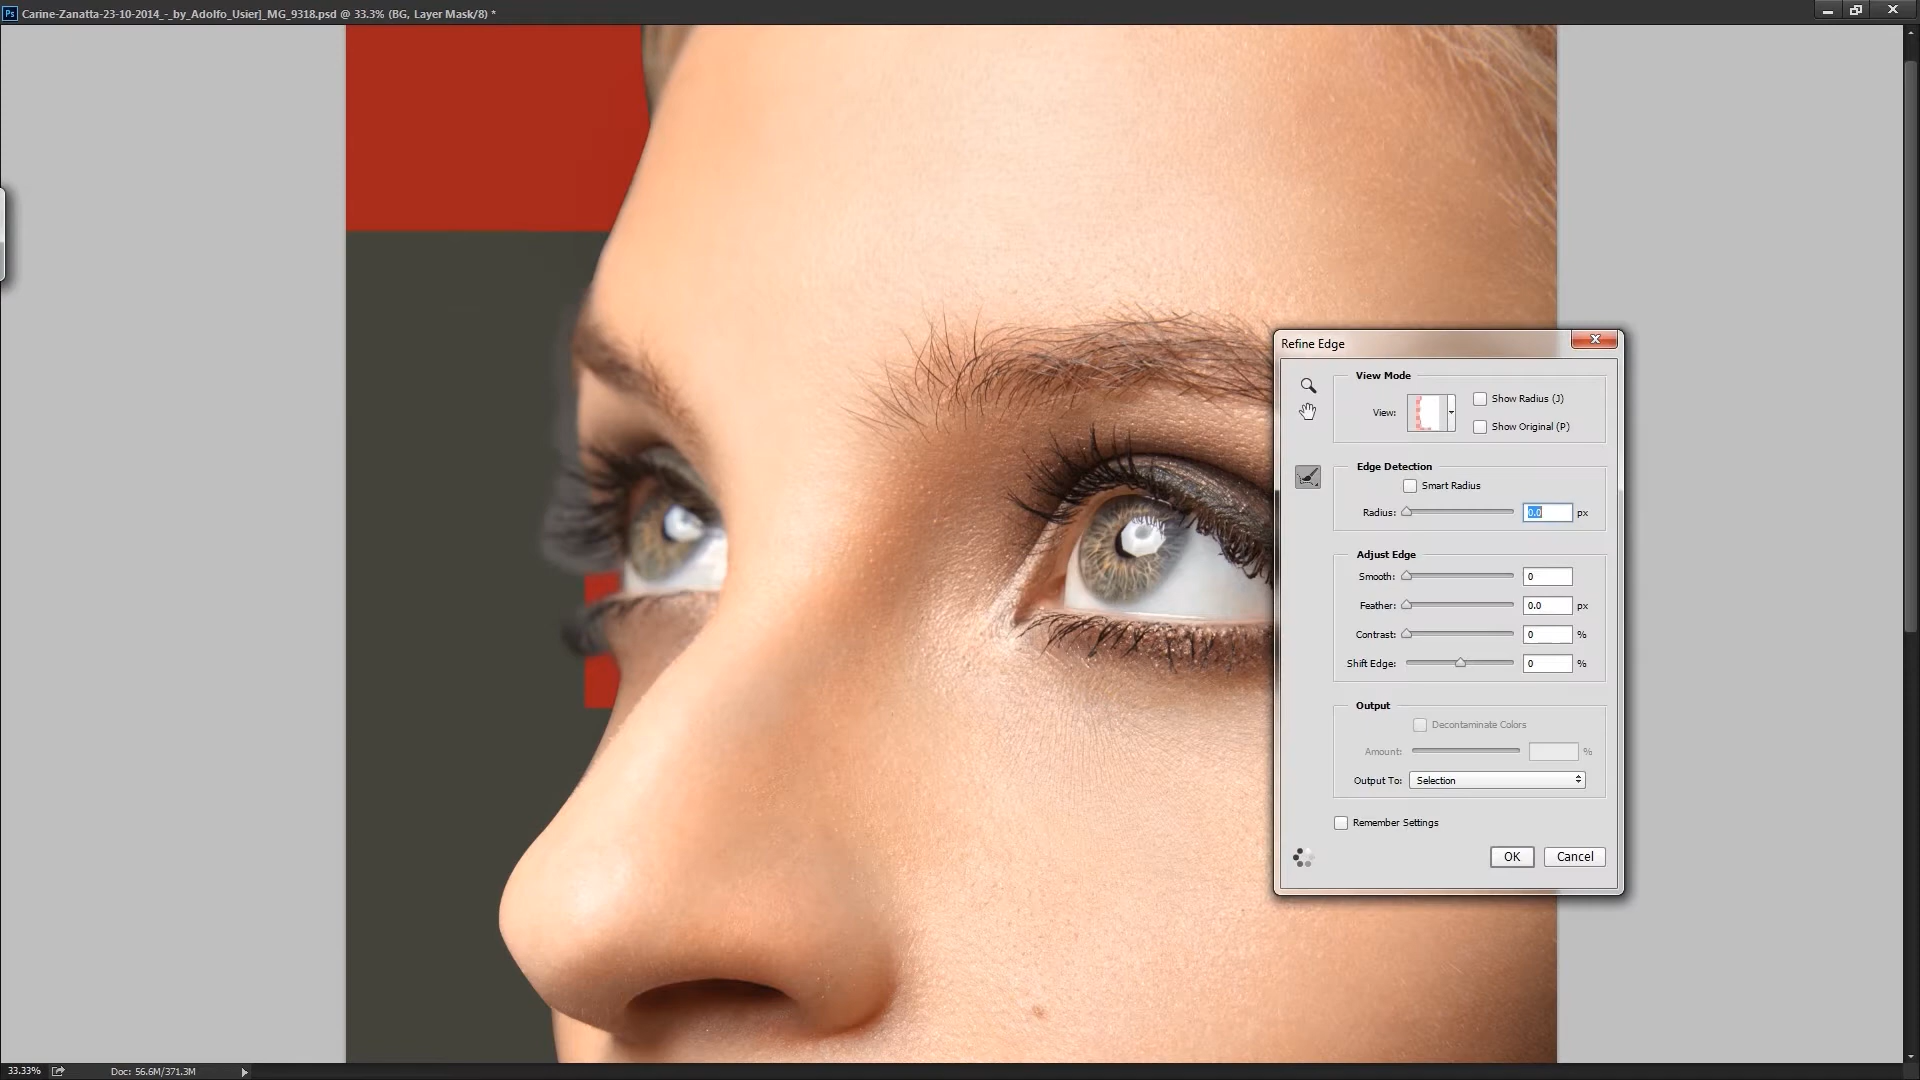 Ps Carine-Zanatta-23-10-2014_-_by_Adolfo_Usier]_MG_9318.psd @ 33.3% (BG, Layer Mask/8) *
Refine Edge
View Mode
View:
Show Radius (J)
Show Original (P)
Edge Detection
Smart Radius
Radius: 0.0 px
Adjust Edge
Smooth: 0
Feather: 0.0 px
Contrast: 0 %
Shift Edge: 0 %
Output
Decontaminate Colors
Amount: %
Output To: Selection
Remember Settings
OK Cancel
33.33% Doc: 56.6M/371.3M